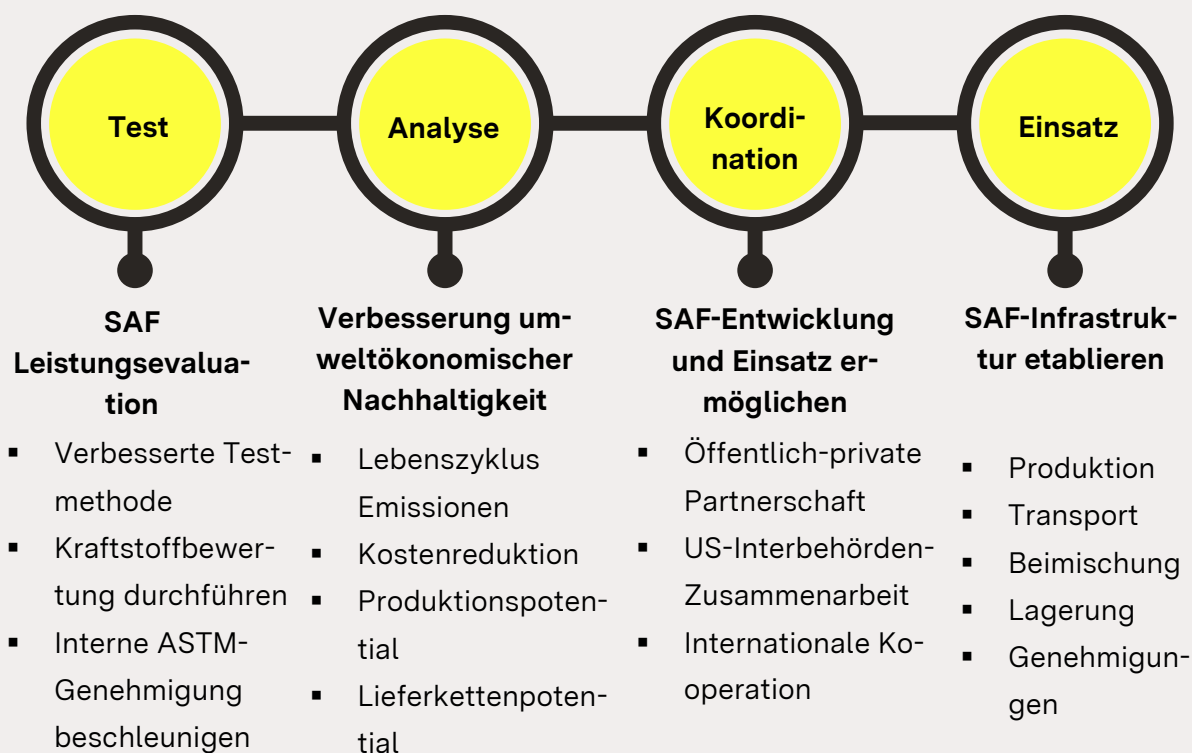 Test
Analyse
Koordi-
nation
Einsatz
SAF
Leistungsevalua-
tion
▪ Verbesserte Test-
methode
▪ Kraftstoffbewer-
tung durchführen
▪ Interne ASTM-
Genehmigung
beschleunigen
Verbesserung um-
weltökonomischer
Nachhaltigkeit
▪ Lebenszyklus
Emissionen
▪ Kostenreduktion
▪ Produktionspoten-
tial
▪ Lieferkettenpoten-
tial
SAF-Entwicklung
und Einsatz er-
möglichen
▪ Öffentlich-private
Partnerschaft
▪ US-Interbehörden-
Zusammenarbeit
▪ Internationale Ko-
operation
SAF-Infrastruk-
tur etablieren
▪ Produktion
▪ Transport
▪ Beimischung
▪ Lagerung
▪ Genehmigun-
gen